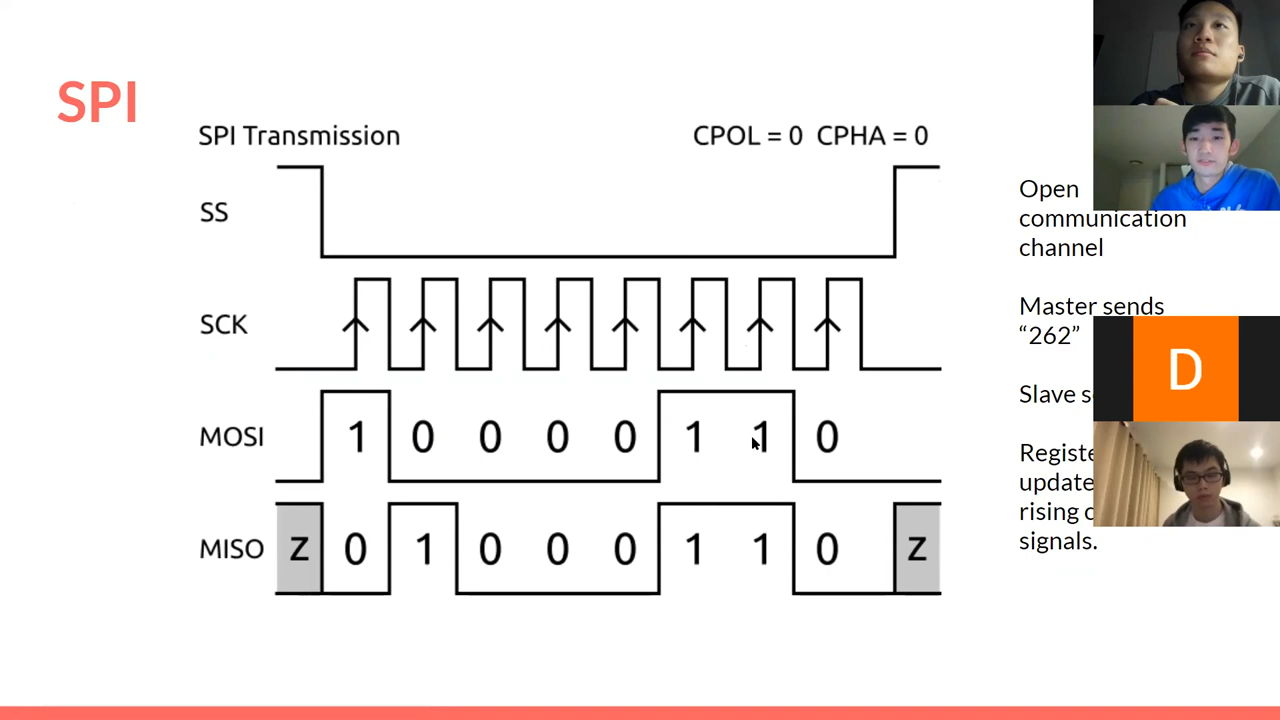 SPI
SPI Transmission CPOL = 0 CPHA = 0
SS
SCK
MOSI 1 0 0 0 0 1 1 0
MISO Z 0 1 0 0 0 1 1 0 Z
Open
communication
channel
Master sends
“262”
Slave
rising
signals.
D